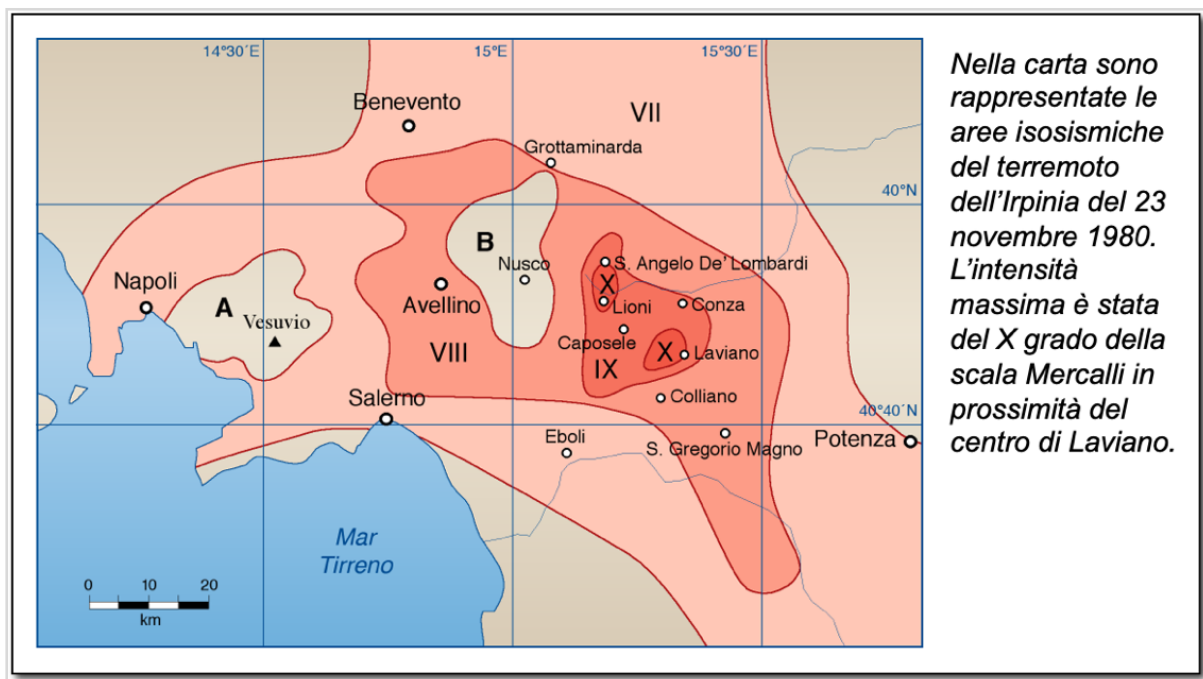 14°30´E
15°E
15°30´E
Benevento
VII
Grottaminarda
40°N
B
Nusco
S. Angelo De' Lombardi
X
Napoli
A
Vesuvio
Avellino
Lioni
Conza
Caposele
VIII
IX
X
Laviano
Salerno
Colliano
40°40´N
Eboli
S. Gregorio Magno
Potenza
Mar
Tirreno
0 10 20
km
Nella carta sono
rappresentate le
aree isosismiche
del terremoto
dell'Irpinia del 23
novembre 1980.
L'intensità
massima è stata
del X grado della
scala Mercalli in
prossimità del
centro di Laviano.